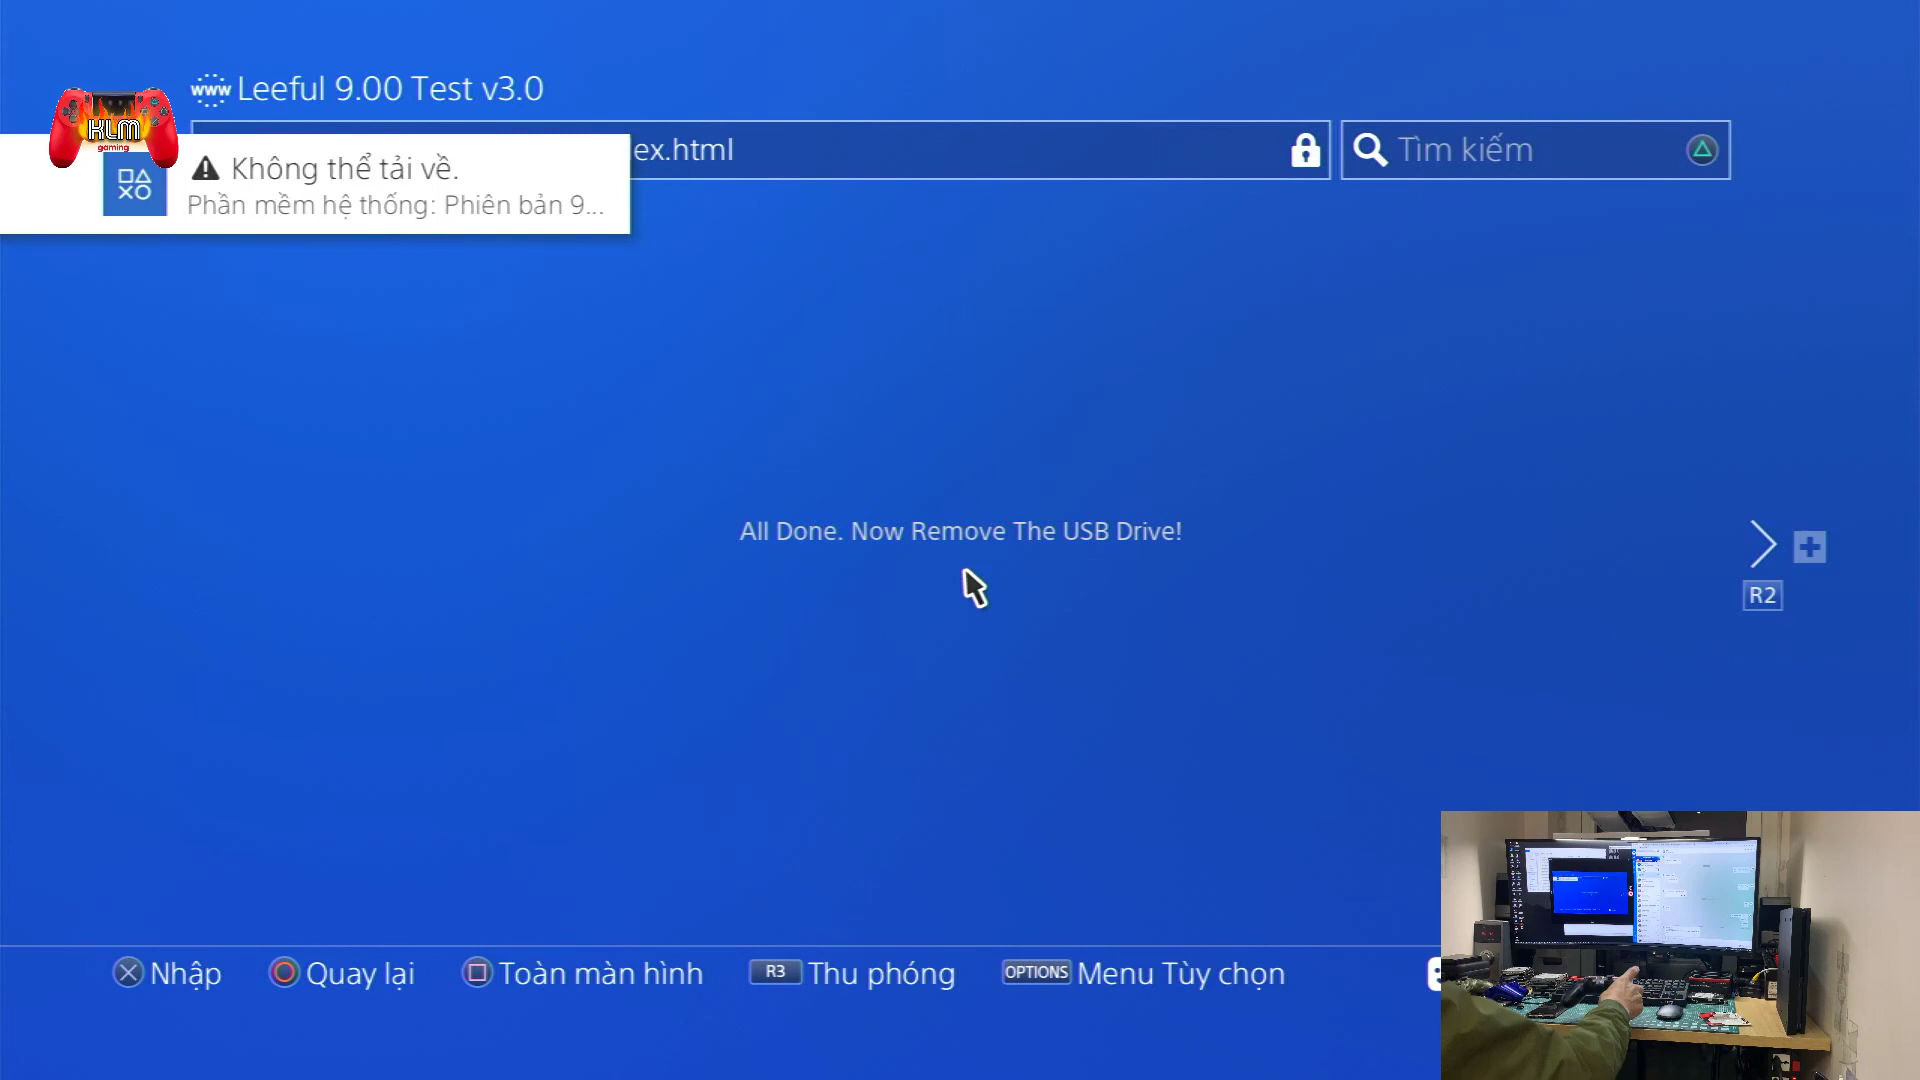 www Leeful 9.00 Test v3.0
KLM
gaming
ex.html
Tìm kiếm
Không thể tải về.
Phần mềm hệ thống: Phiên bản 9...
All Done. Now Remove The USB Drive!
R2
Nhập
Quay lại
Toàn màn hình
R3 Thu phóng
OPTIONS Menu Tùy chọn